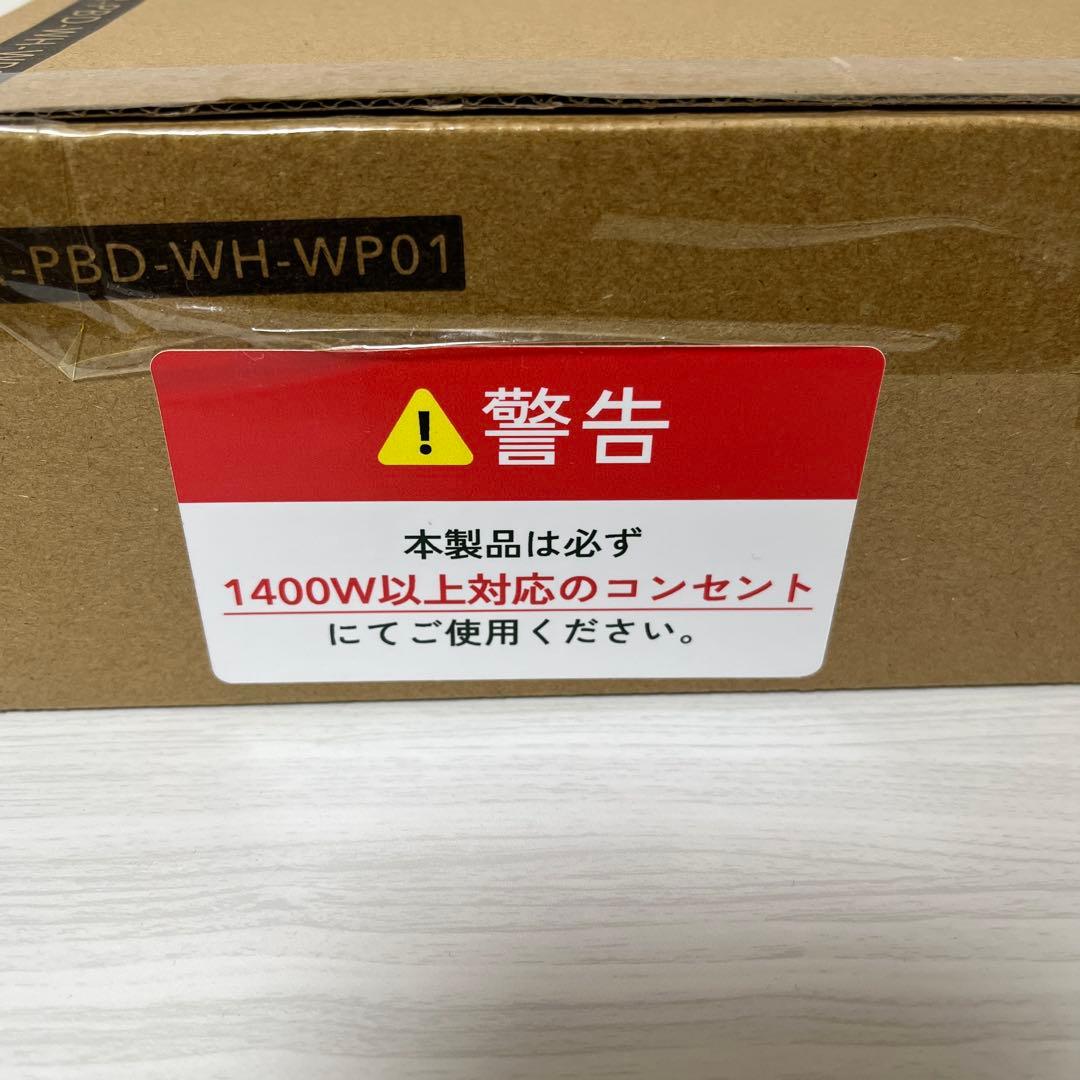 -PBD-WH-WP01
警告
本製品は必ず
1400W以上対応のコンセント
にてご使用ください。